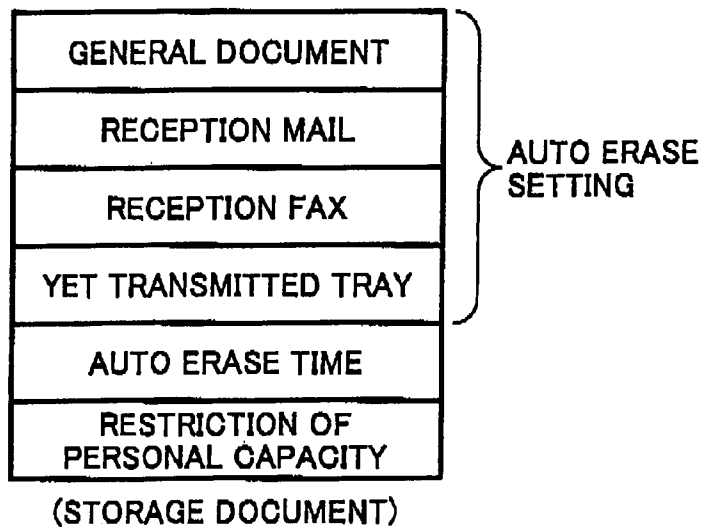 GENERAL DOCUMENT
RECEPTION MAIL
RECEPTION FAX
YET TRANSMITTED TRAY
AUTO ERASE
SETTING
AUTO ERASE TIME
RESTRICTION OF
PERSONAL CAPACITY
(STORAGE DOCUMENT)